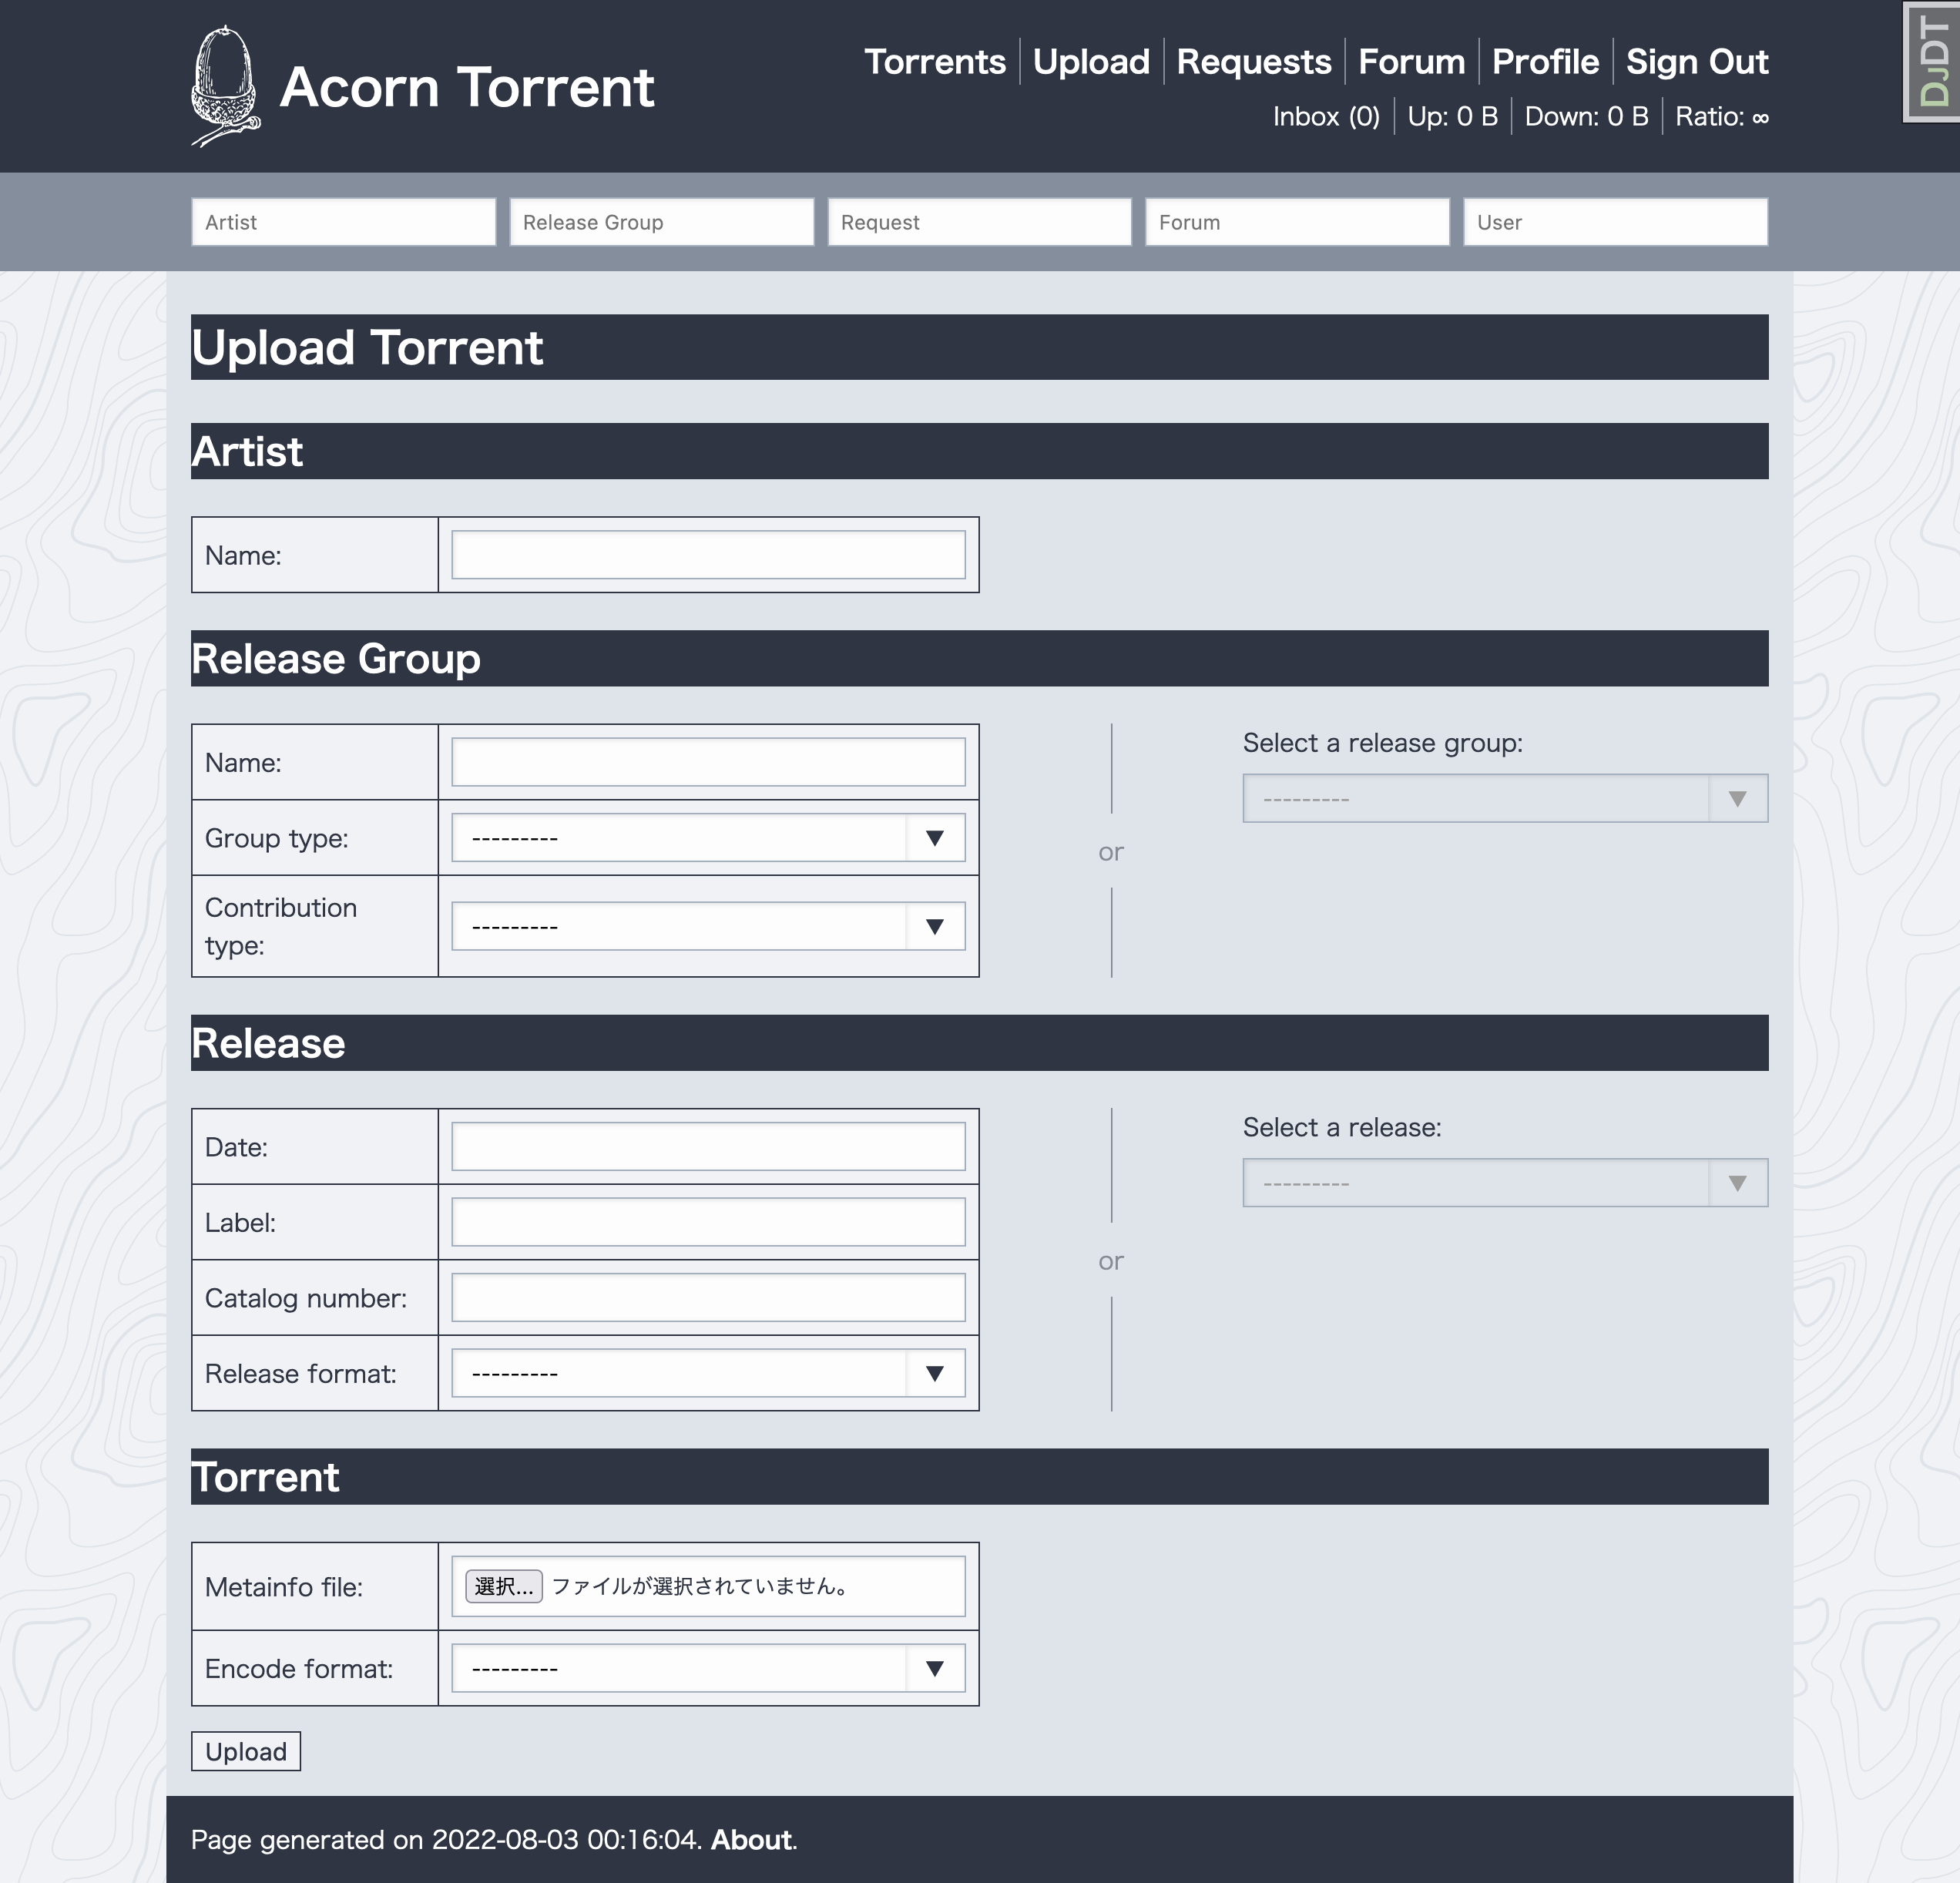 Acorn Torrent
Torrents Upload Requests Forum Profile Sign Out
Inbox (0) Up: 0 B Down: 0 B Ratio: ∞
DJDT
Artist Release Group Request Forum User
Upload Torrent
Artist
Name:
Release Group
Name:
Group type: ---------
Contribution
type: ---------
or
Select a release group:
---------
Release
Date:
Label:
Catalog number:
Release format: ---------
or
Select a release:
---------
Torrent
Metainfo file: 選択... ファイルが選択されていません。
Encode format: ---------
Upload
Page generated on 2022-08-03 00:16:04. About.